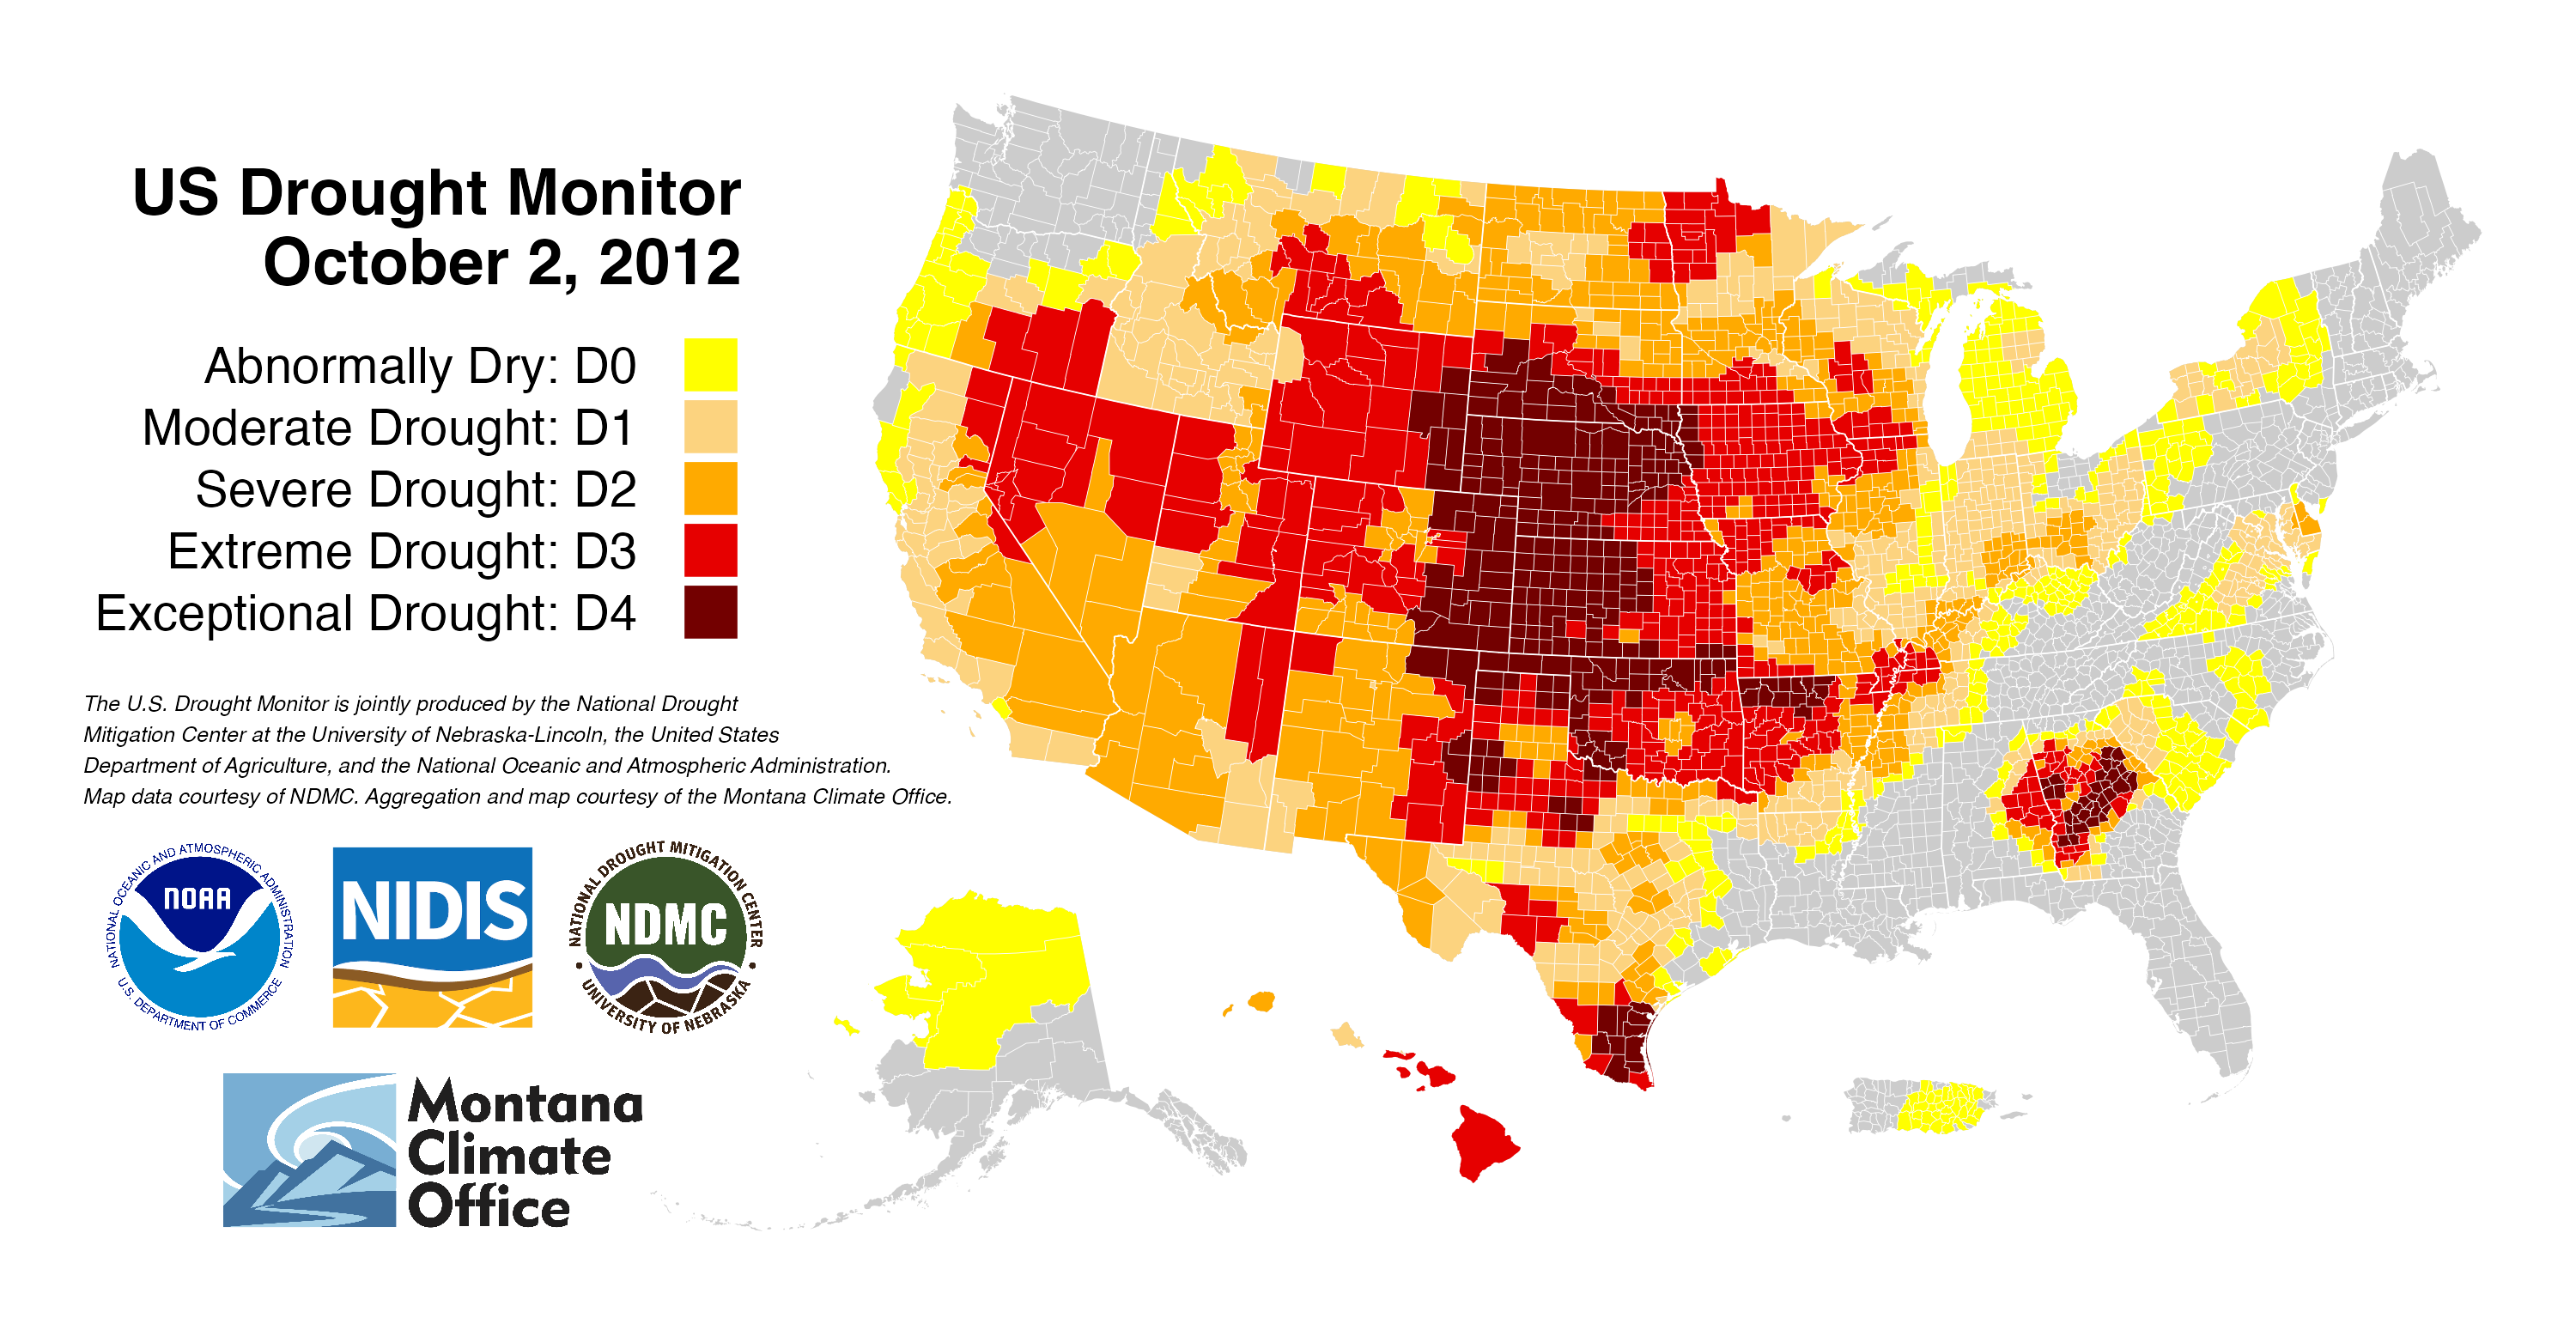 US Drought Monitor
October 2, 2012
Abnormally Dry: D0
Moderate Drought: D1
Severe Drought: D2
Extreme Drought: D3
Exceptional Drought: D4
The U.S. Drought Monitor is jointly produced by the National Drought
Mitigation Center at the University of Nebraska-Lincoln, the United States
Department of Agriculture, and the National Oceanic and Atmospheric Administration.
Map data courtesy of NDMC. Aggregation and map courtesy of the Montana Climate Office.
NATIONAL OCEANIC AND ATMOSPHERIC ADMINISTRATION
NOAA
U.S. DEPARTMENT OF COMMERCE
NIDIS
NATIONAL DROUGHT MITIGATION CENTER
NDMC
UNIVERSITY OF NEBRASKA
Montana
Climate
Office